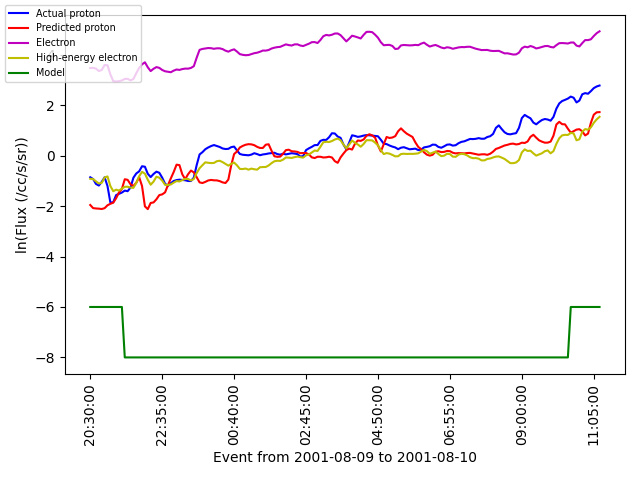 Actual proton
Predicted proton
Electron
High-energy electron
Model
2
0
−2
−4
−6
−8
ln(Flux (/cc/s/sr))
20:30:00
22:35:00
00:40:00
02:45:00
04:50:00
06:55:00
09:00:00
11:05:00
Event from 2001-08-09 to 2001-08-10